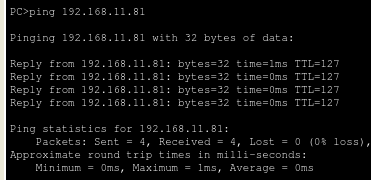 PC>ping 192.168.11.81
Pinging 192.168.11.81 with 32 bytes of data:
Reply from 192.168.11.81: bytes=32 time=1ms TTL=127
Reply from 192.168.11.81: bytes=32 time=0ms TTL=127
Reply from 192.168.11.81: bytes=32 time=0ms TTL=127
Reply from 192.168.11.81: bytes=32 time=0ms TTL=127
Ping statistics for 192.168.11.81:
Packets: Sent = 4, Received = 4, Lost = 0 (0% loss),
Approximate round trip times in milli-seconds:
Minimum = 0ms, Maximum = 1ms, Average = 0ms